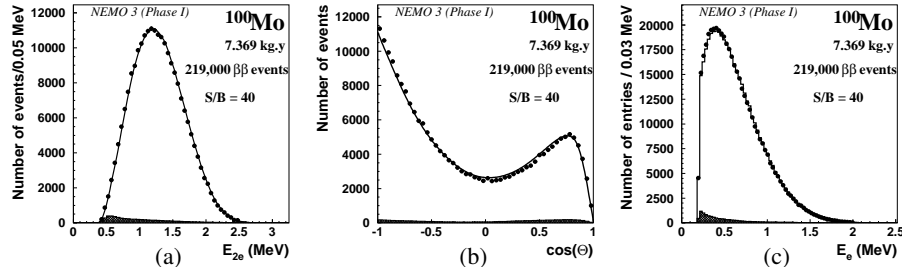 Number of events/0.05 MeV
12000
10000
8000
6000
4000
2000
0
NEMO 3 (Phase I)
¹⁰⁰Mo
7.369 kg.y
219,000 ββ events
S/B = 40
0 0.5 1 1.5 2 2.5 3
(a)
E₂ₑ (MeV)
Number of events
12000
10000
8000
6000
4000
2000
0
NEMO 3 (Phase I)
¹⁰⁰Mo
7.369 kg.y
219,000 ββ events
S/B = 40
-1 -0.5 0 0.5 1
(b)
cos(Θ)
Number of entries / 0.03 MeV
20000
17500
15000
12500
10000
7500
5000
2500
0
NEMO 3 (Phase I)
¹⁰⁰Mo
7.369 kg.y
219,000 ββ events
S/B = 40
0 0.5 1 1.5 2 2.5
(c)
Eₑ (MeV)